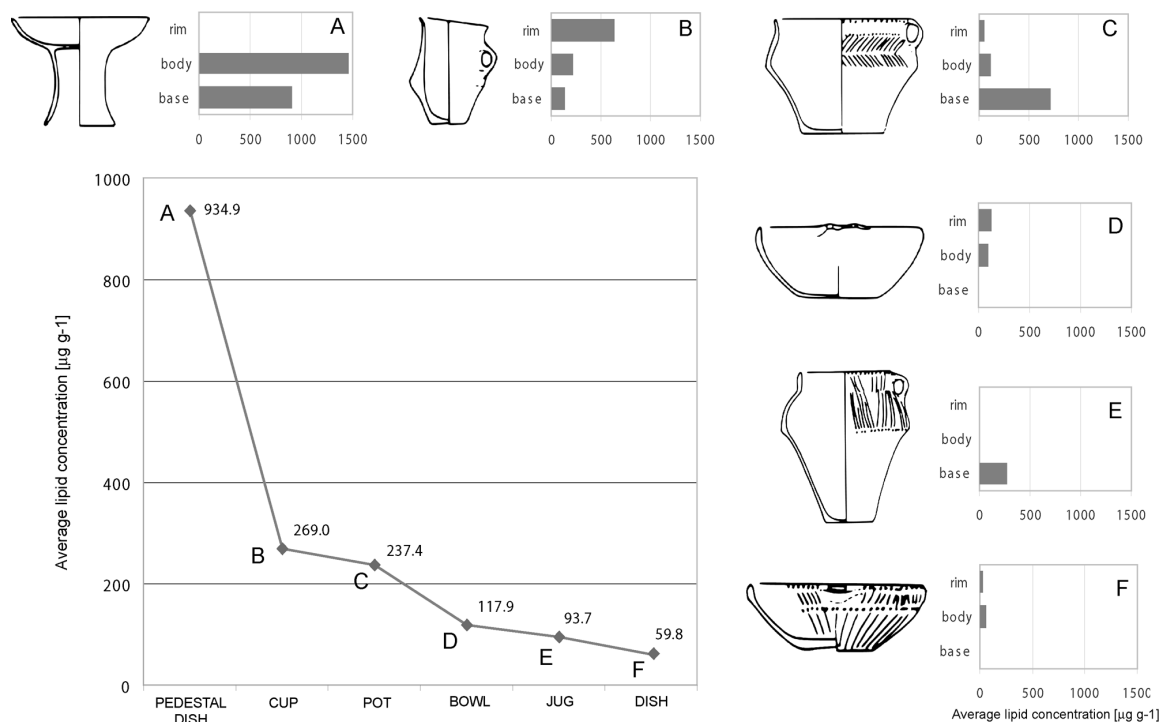 A
rim
body
base
0 500 1000 1500
B
rim
body
base
0 500 1000 1500
C
rim
body
base
0 500 1000 1500
Average lipid concentration [µg g-1]
1000
800
600
400
200
0
A
934.9
B
269.0
C
237.4
D
117.9
E
93.7
F
59.8
PEDESTAL
DISH
CUP
POT
BOWL
JUG
DISH
D
rim
body
base
0 500 1000 1500
E
rim
body
base
0 500 1000 1500
F
rim
body
base
0 500 1000 150
Average lipid concentration [µg g-1]